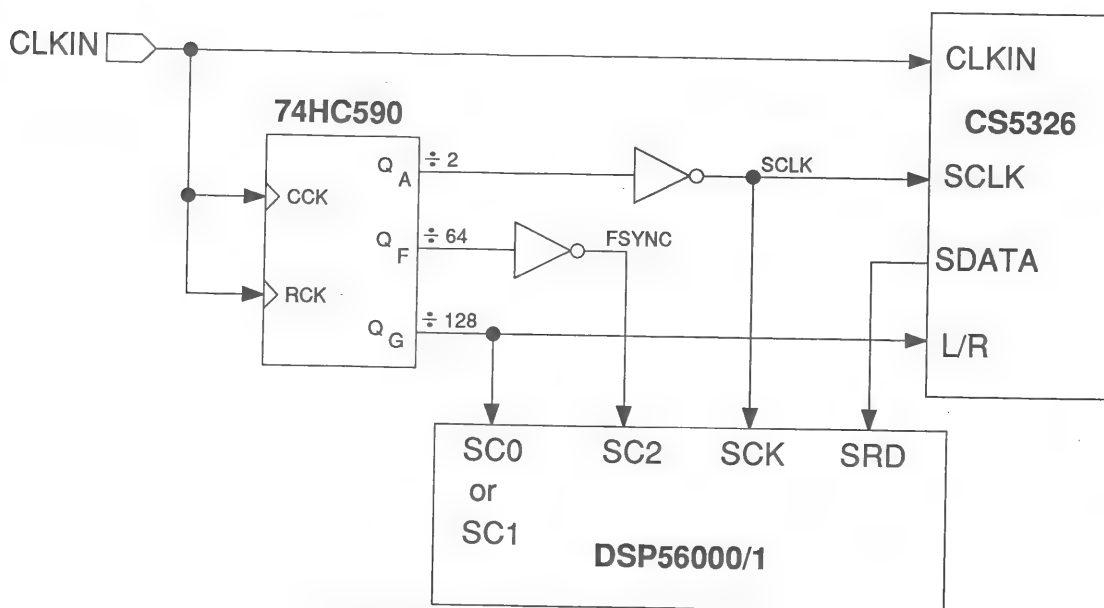 CLKIN
CLKIN
CS5326
74HC590
Q A ÷ 2
SCLK
SCLK
CCK
Q F ÷ 64
FSYNC
SDATA
RCK
Q G ÷ 128
L/R
SC0
or
SC1
SC2
SCK
SRD
DSP56000/1